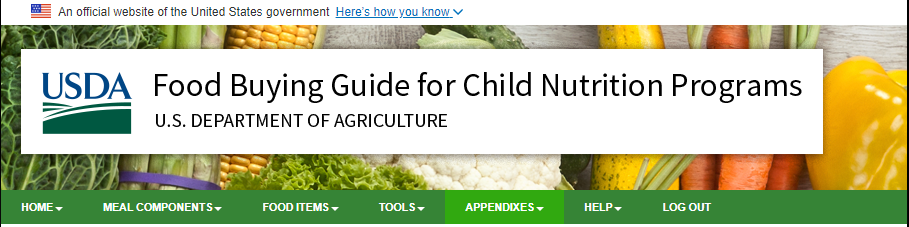 An official website of the United States government Here's how you know
USDA Food Buying Guide for Child Nutrition Programs
U.S. DEPARTMENT OF AGRICULTURE
HOME MEAL COMPONENTS FOOD ITEMS TOOLS APPENDIXES HELP LOG OUT